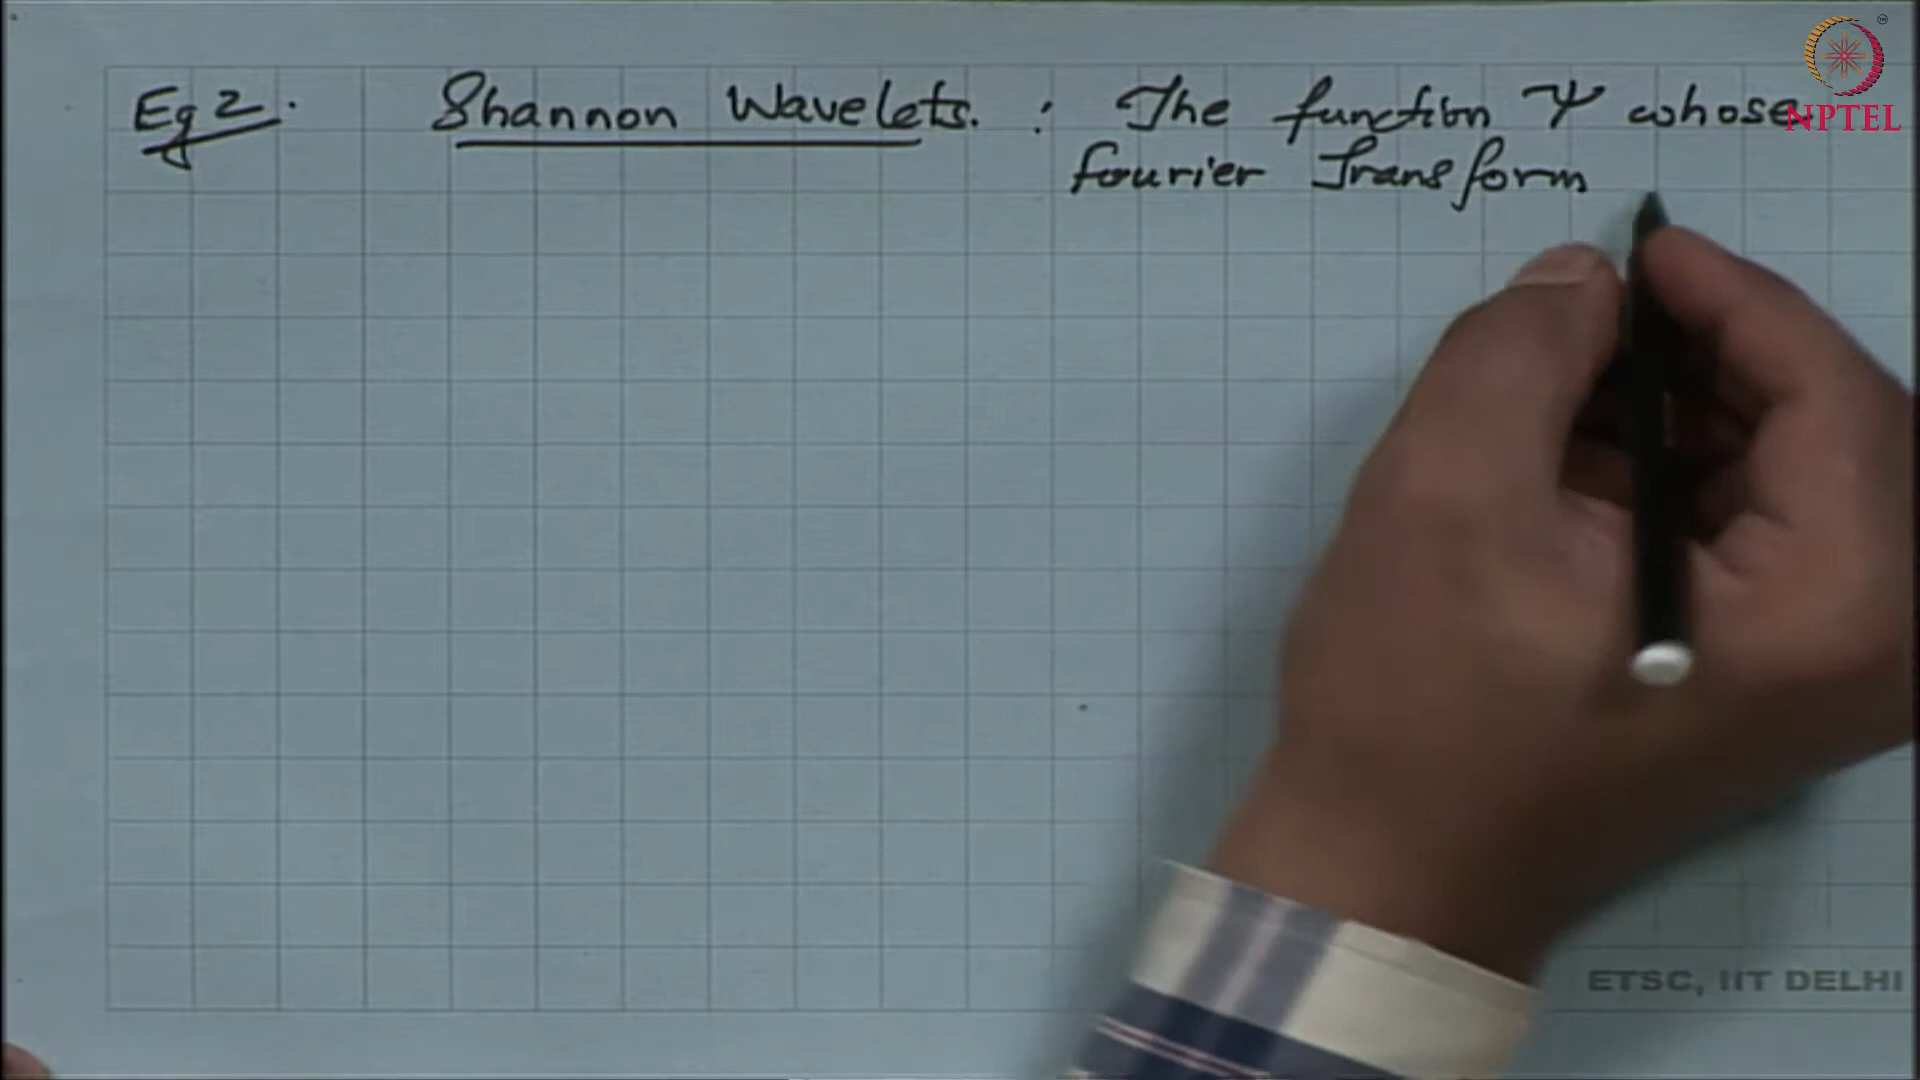 Eg 2. Shannon Wavelets. : The function Ψ whose
fourier Transform
NPTEL
ETSC, IIT DELHI